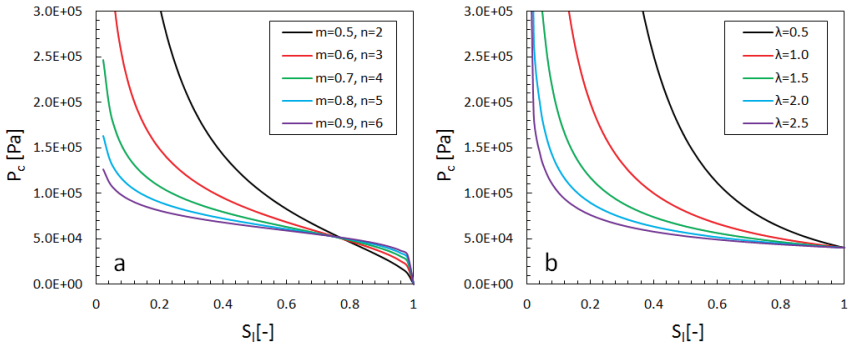 3.0E+05
2.5E+05
2.0E+05
1.5E+05
1.0E+05
5.0E+04
0.0E+00
P_c [Pa]
0 0.2 0.4 0.6 0.8 1
S_l[-]
m=0.5, n=2
m=0.6, n=3
m=0.7, n=4
m=0.8, n=5
m=0.9, n=6
a
3.0E+05
2.5E+05
2.0E+05
1.5E+05
1.0E+05
5.0E+04
0.0E+00
P_c [Pa]
0 0.2 0.4 0.6 0.8 1
S_l[-]
λ=0.5
λ=1.0
λ=1.5
λ=2.0
λ=2.5
b